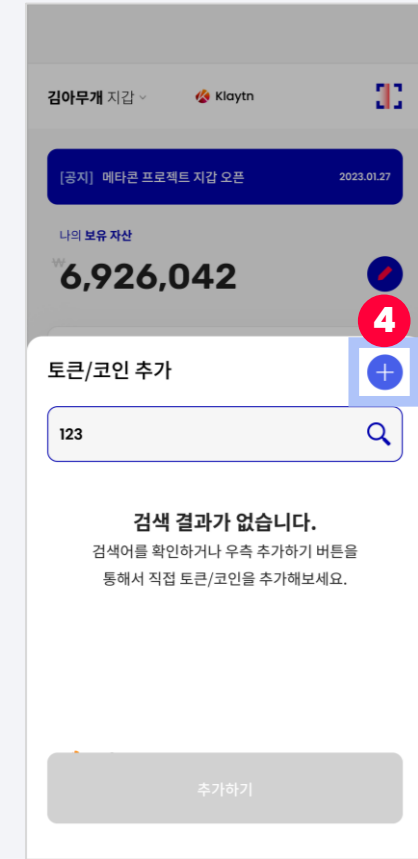 김아무개 지갑
Klaytn
[공지] 메타콘 프로젝트 지갑 오픈 2023.01.27
나의 보유 자산
₩6,926,042
4
토큰/코인 추가
123
검색 결과가 없습니다.
검색어를 확인하거나 우측 추가하기 버튼을
통해서 직접 토큰/코인을 추가해보세요.
추가하기